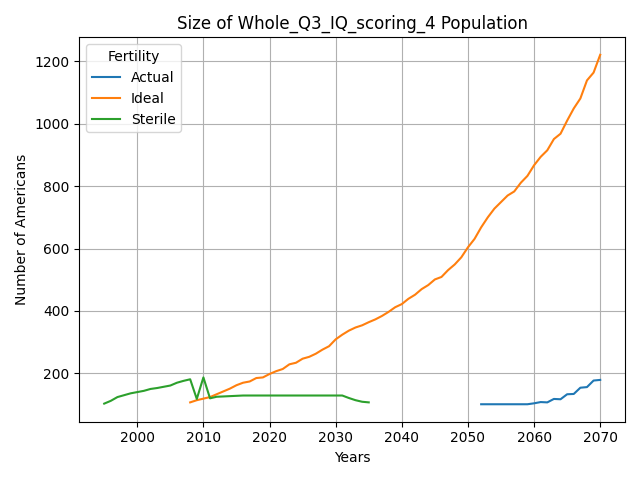 Size of Whole_Q3_IQ_scoring_4 Population
Fertility
Actual
Ideal
Sterile
Number of Americans
1200
1000
800
600
400
200
2000
2010
2020
2030
2040
2050
2060
2070
Years